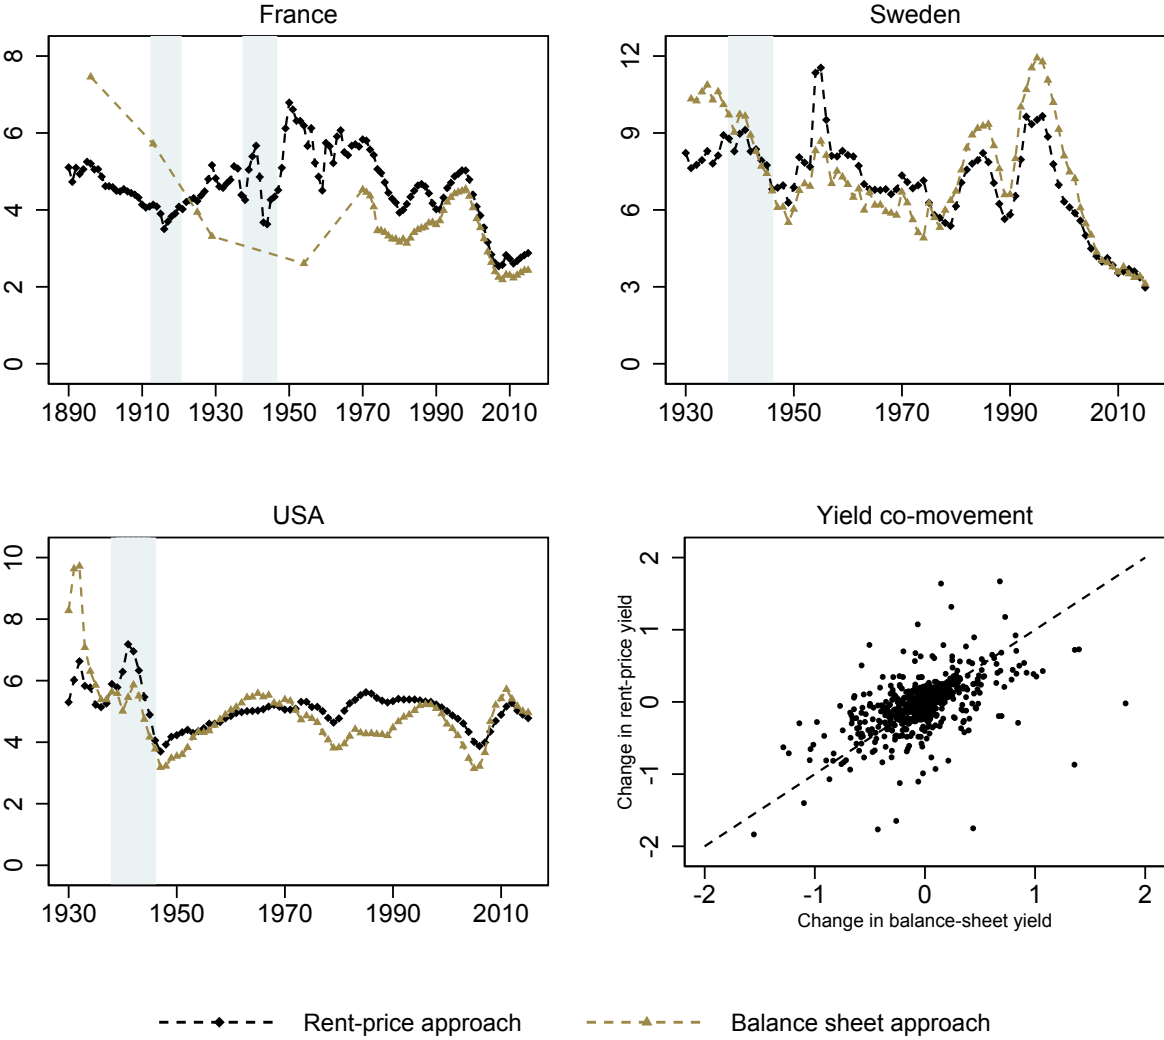 France
8
6
4
2
0
1890 1910 1930 1950 1970 1990 2010
Sweden
12
9
6
3
0
1930 1950 1970 1990 2010
USA
10
8
6
4
2
0
1930 1950 1970 1990 2010
Yield co-movement
Change in rent-price yield
2
1
0
-1
-2
-2 -1 0 1 2
Change in balance-sheet yield
Rent-price approach Balance sheet approach